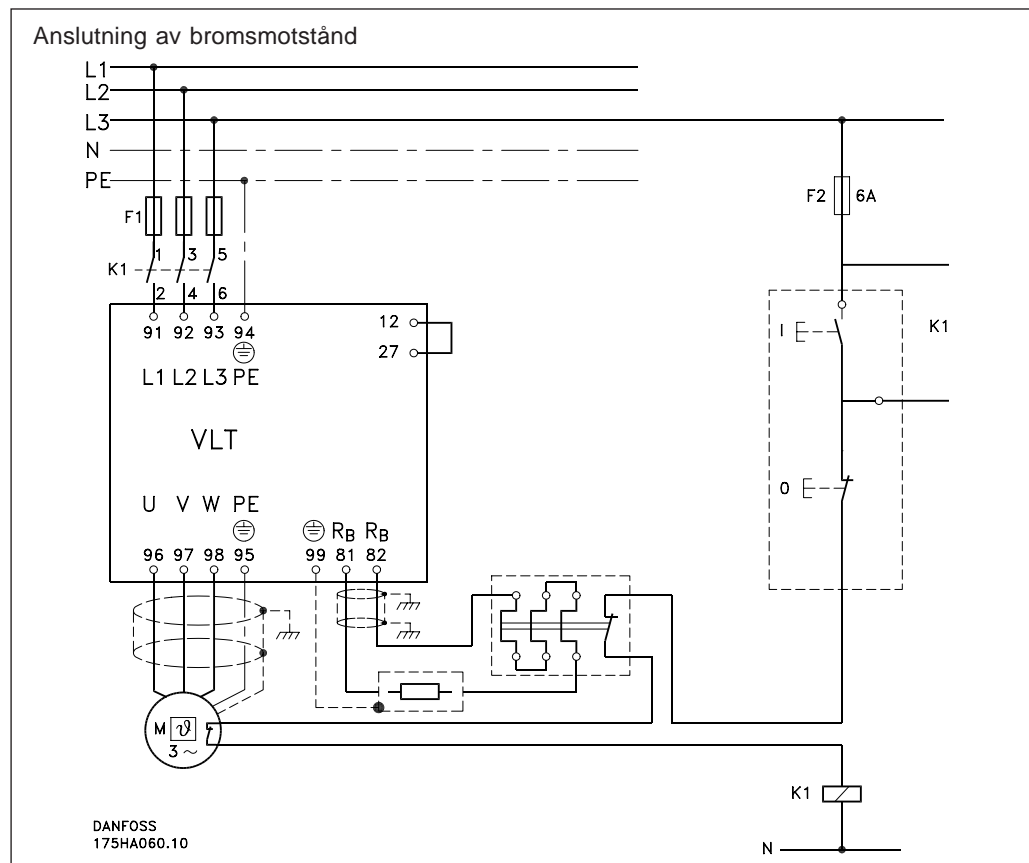 Anslutning av bromsmotstånd
L1
L2
L3
N
PE
F1
F2 6A
1 3 5
K1
2 4 6
91 92 93 94
12
27
L1 L2 L3 PE
I
K1
VLT
0
U V W PE
RB RB
96 97 98 95 99 81 82
M ϑ
3 ~
K1
N
DANFOSS
175HA060.10